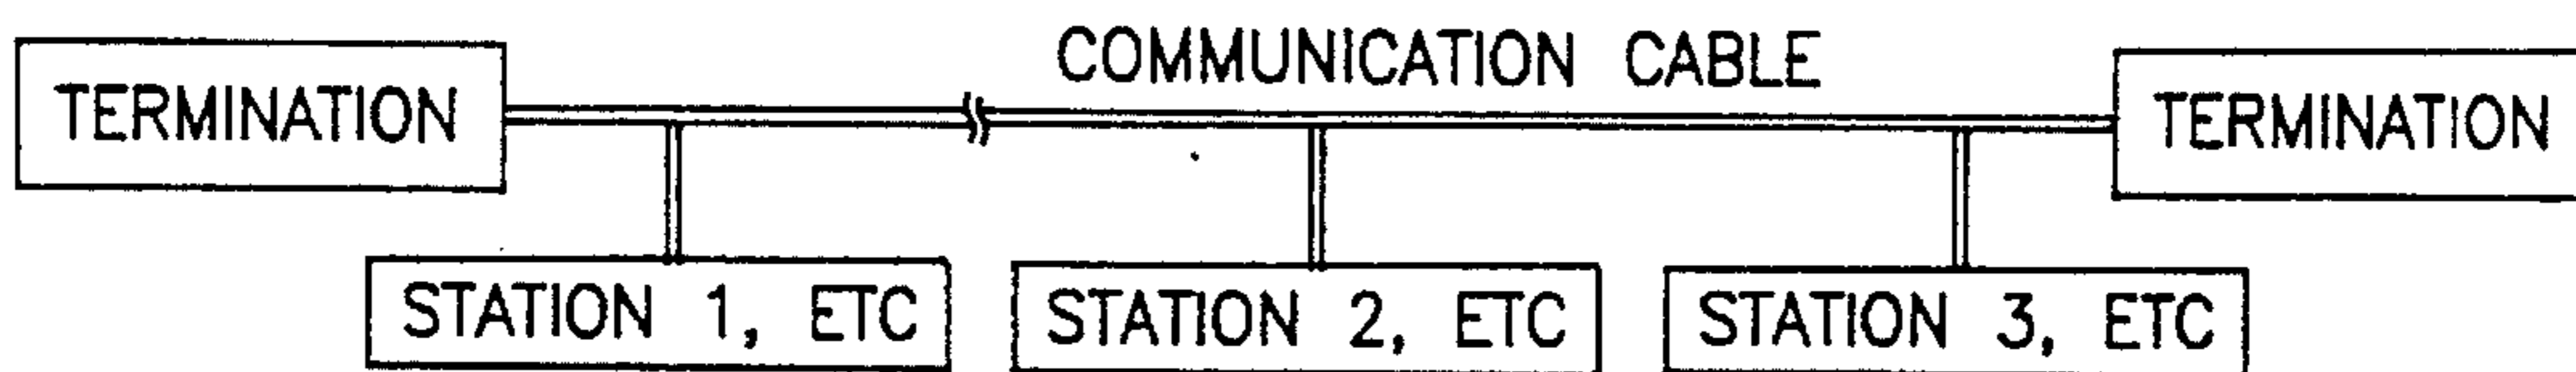 COMMUNICATION CABLE
TERMINATION
TERMINATION
STATION 1, ETC
STATION 2, ETC
STATION 3, ETC